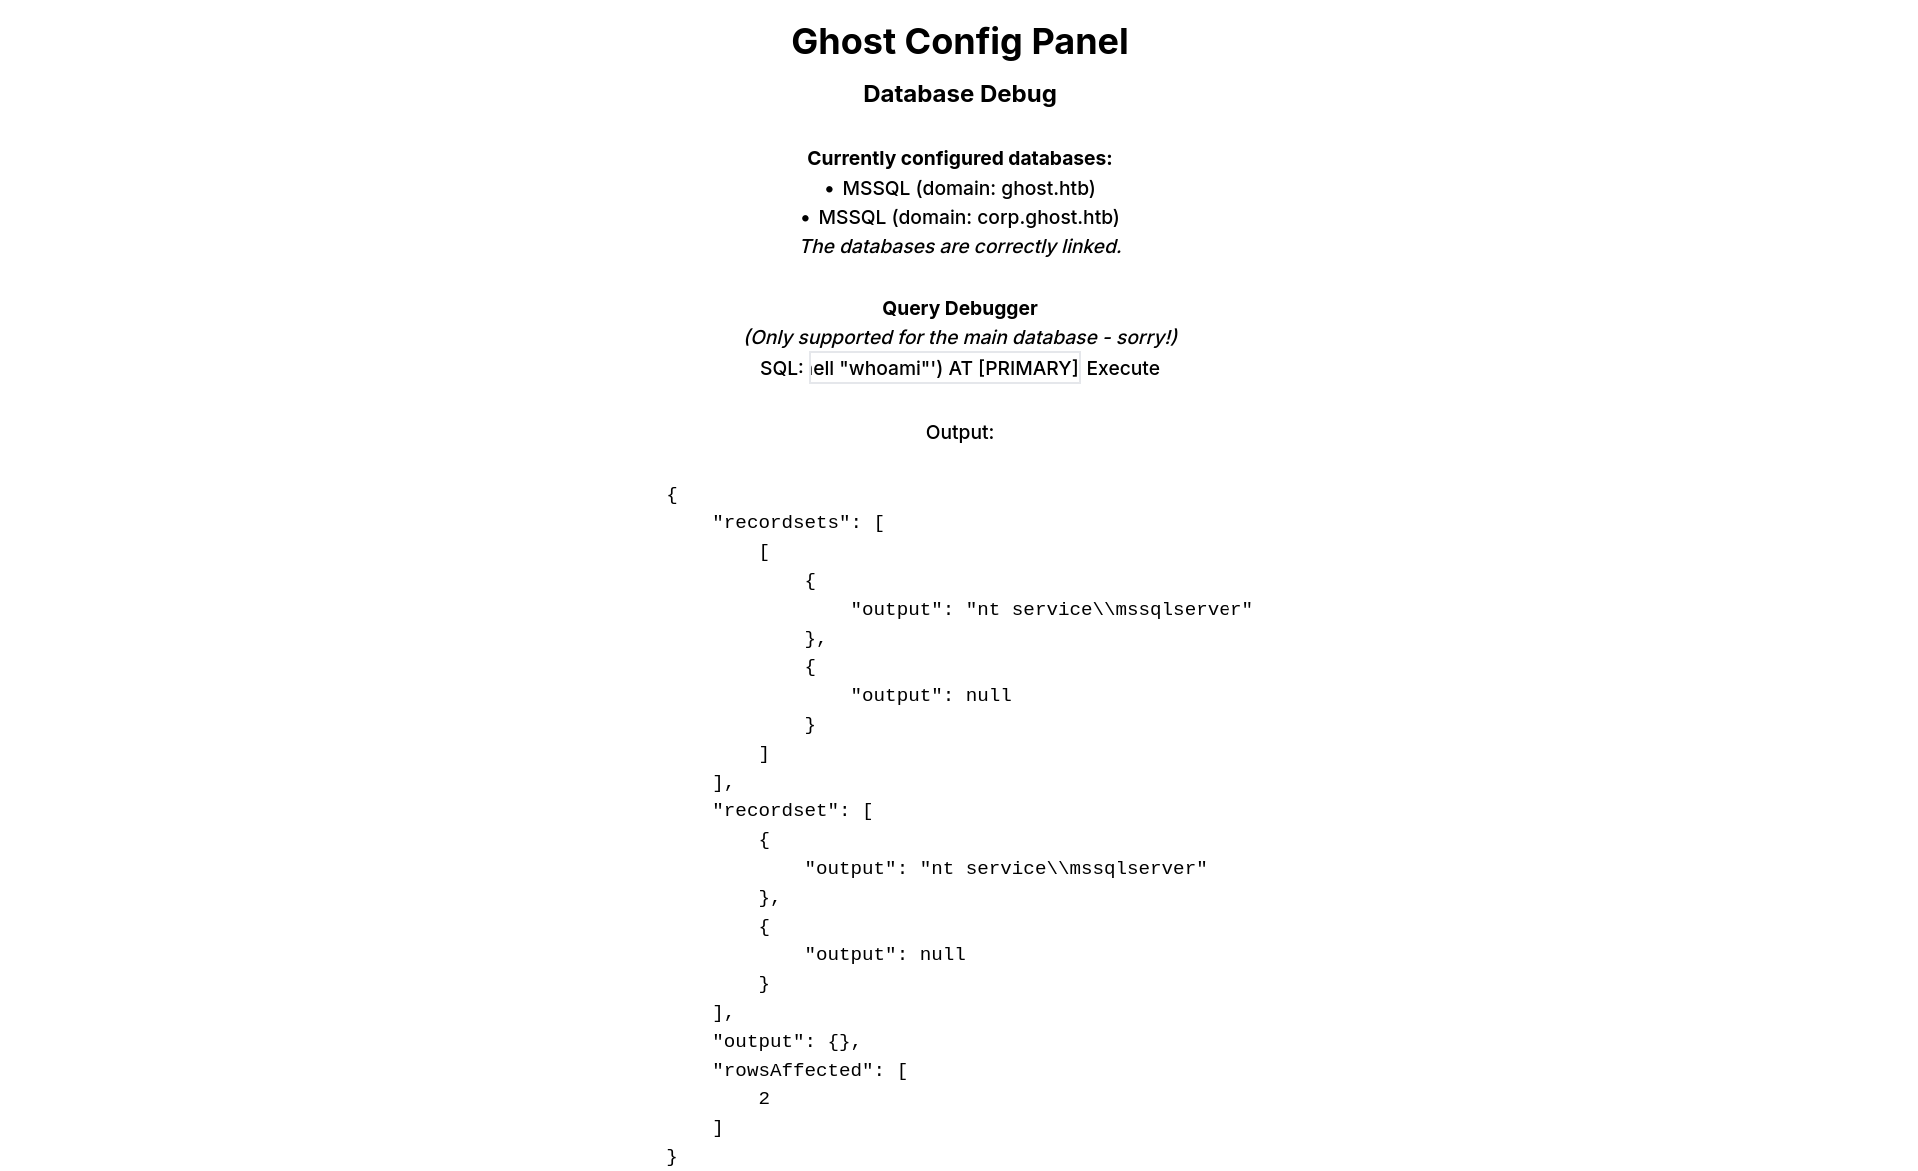 Ghost Config Panel
Database Debug
Currently configured databases:
• MSSQL (domain: ghost.htb)
• MSSQL (domain: corp.ghost.htb)
The databases are correctly linked.
Query Debugger
(Only supported for the main database - sorry!)
SQL: ell "whoami"') AT [PRIMARY] Execute
Output:
{
    "recordsets": [
        [
            {
                "output": "nt service\\mssqlserver"
            },
            {
                "output": null
            }
        ]
    ],
    "recordset": [
        {
            "output": "nt service\\mssqlserver"
        },
        {
            "output": null
        }
    ],
    "output": {},
    "rowsAffected": [
        2
    ]
}